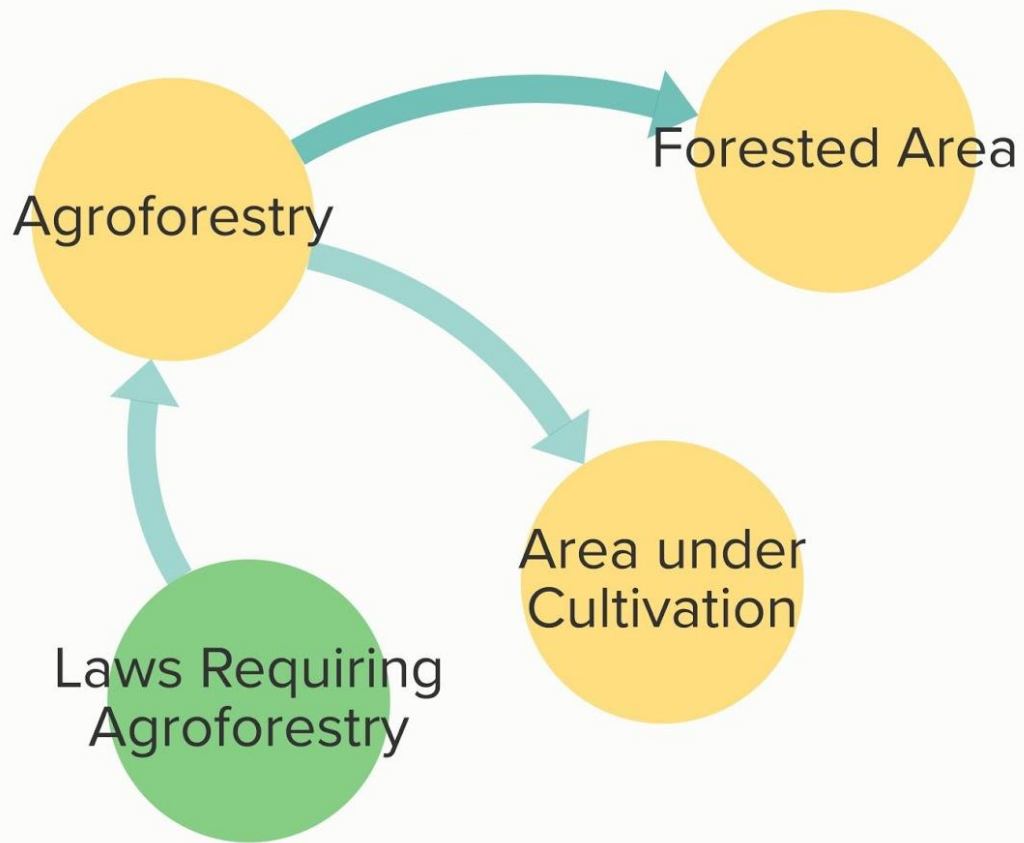 Forested Area
Agroforestry
Area under
Cultivation
Laws Requiring
Agroforestry